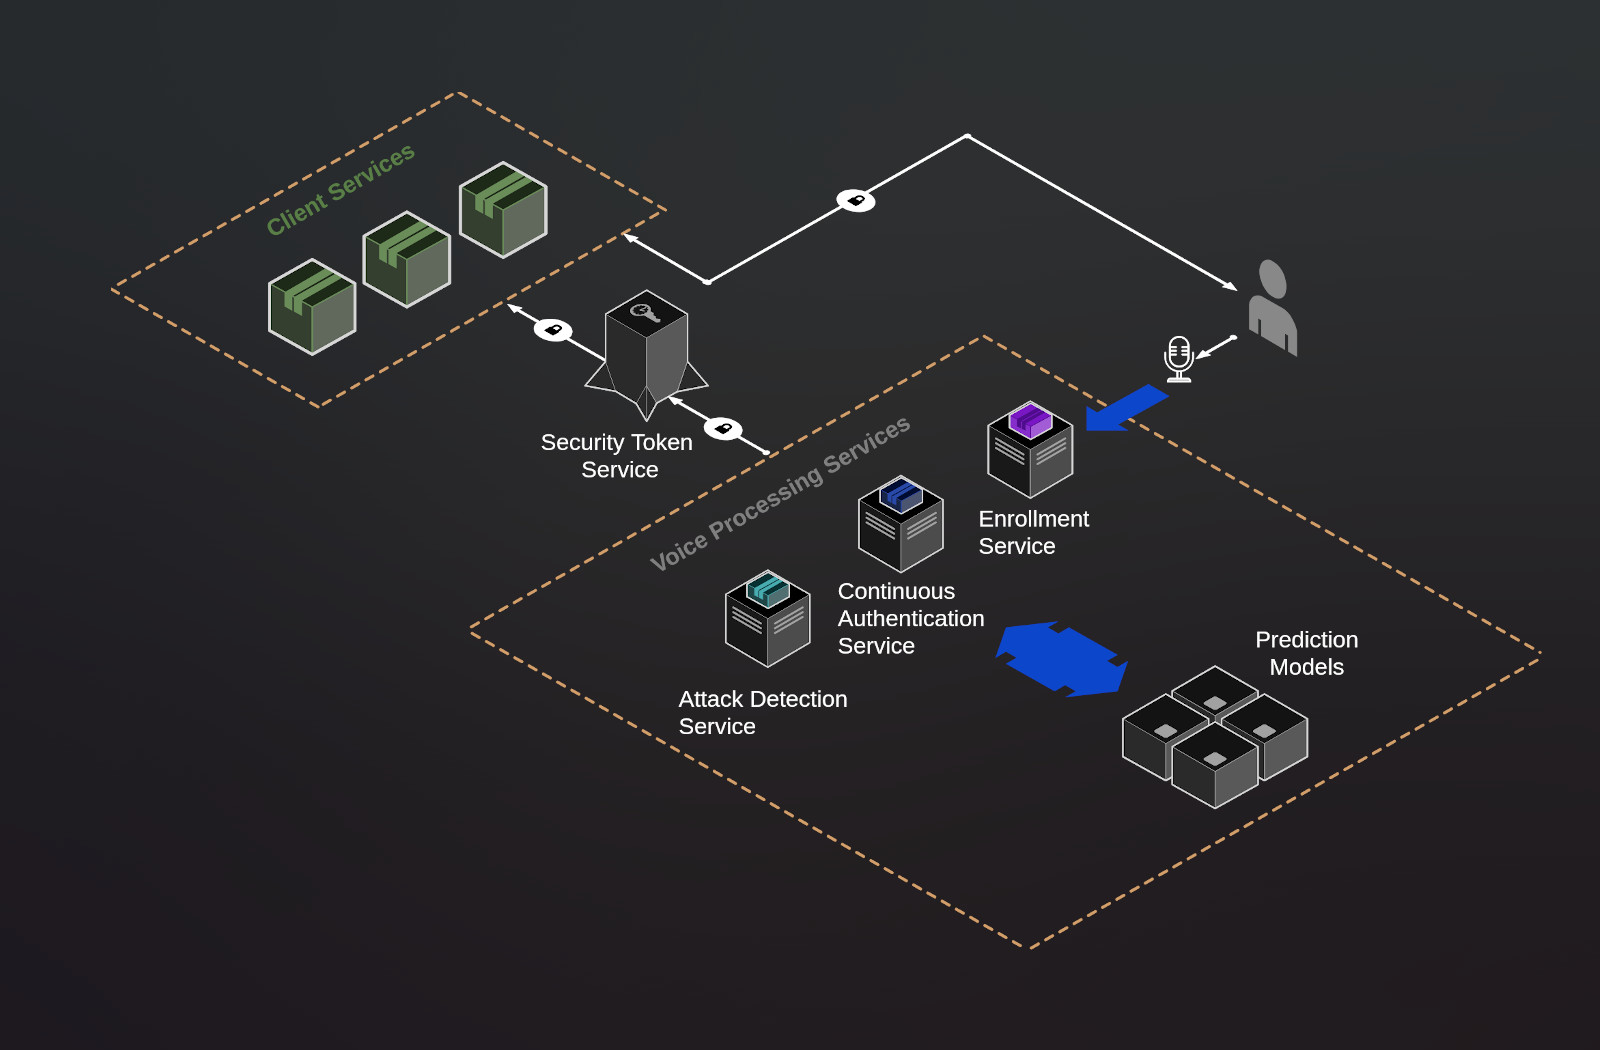 Client Services
Security Token
Service
Voice Processing Services
Enrollment
Service
Continuous
Authentication
Service
Attack Detection
Service
Prediction
Models